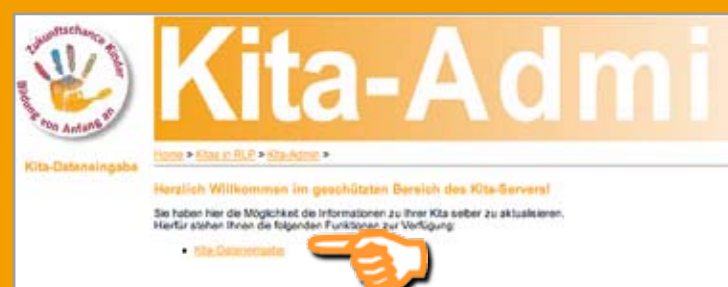 Zukunftschance Kinder
Bildung von Anfang an
Kita-Admi
Kita-Dateneingabe
Home » Kitas in RLP » Kita-Admin »
Herzlich Willkommen im geschützten Bereich des Kita-Servers!
Sie haben hier die Möglichkeit die Informationen zu Ihrer Kita selber zu aktualisieren.
Hierfür stehen Ihnen die folgenden Funktionen zur Verfügung:
• Kita-Dateneingabe